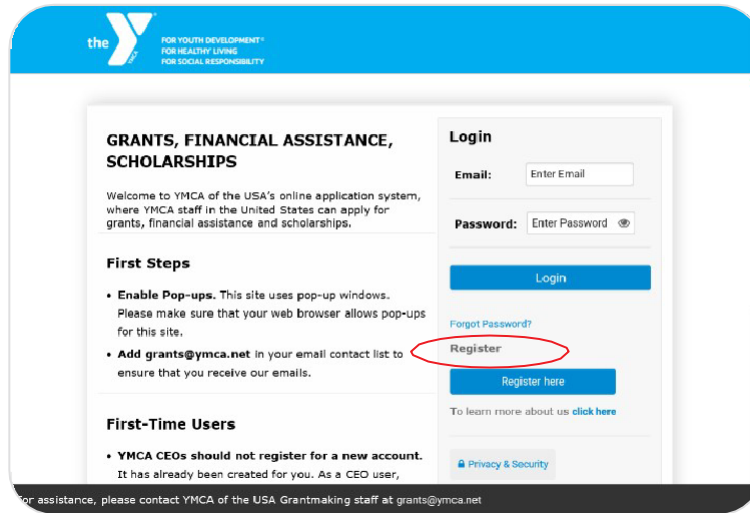 the
YMCA
FOR YOUTH DEVELOPMENT®
FOR HEALTHY LIVING
FOR SOCIAL RESPONSIBILITY
GRANTS, FINANCIAL ASSISTANCE,
SCHOLARSHIPS
Welcome to YMCA of the USA's online application system,
where YMCA staff in the United States can apply for
grants, financial assistance and scholarships.
First Steps
• Enable Pop-ups. This site uses pop-up windows.
Please make sure that your web browser allows pop-ups
for this site.
• Add grants@ymca.net in your email contact list to
ensure that you receive our emails.
First-Time Users
• YMCA CEOs should not register for a new account.
It has already been created for you. As a CEO user,
Login
Email: Enter Email
Password: Enter Password
Login
Forgot Password?
Register
Register here
To learn more about us click here
Privacy & Security
or assistance, please contact YMCA of the USA Grantmaking staff at grants@ymca.net